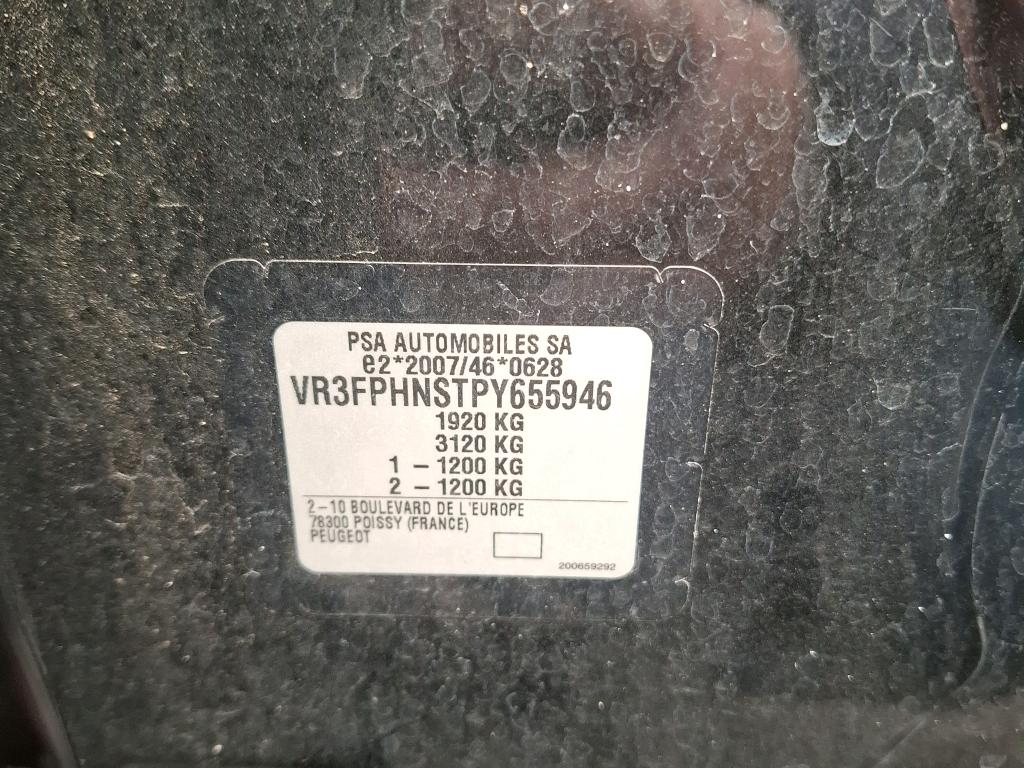 PSA AUTOMOBILES SA
e2*2007/46*0628
VR3FPHNSTPY655946
1920 KG
3120 KG
1 – 1200 KG
2 – 1200 KG
2–10 BOULEVARD DE L'EUROPE
78300 POISSY (FRANCE)
PEUGEOT
200659292